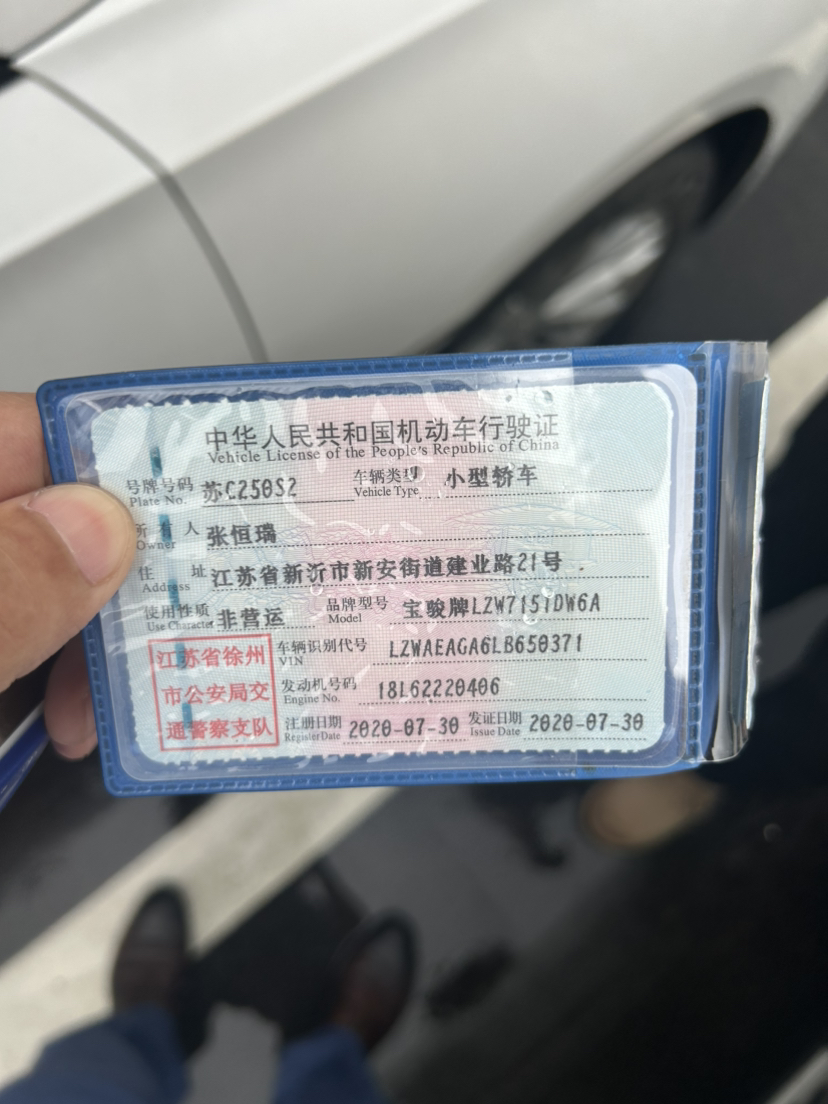 中华人民共和国机动车行驶证
Vehicle License of the People's Republic of China
号牌号码 苏C250S2 车辆类型 小型轿车
Plate No. Vehicle Type
所有人 张恒瑞
Owner
住址 江苏省新沂市新安街道建业路21号
Address
使用性质 非营运 品牌型号 宝骏牌LZW7151DW6A
Use Character Model
江苏省徐州
市公安局交
通警察支队
车辆识别代号 LZWAEAGA6LB650371
VIN
发动机号码 18L62220406
Engine No.
注册日期 2020-07-30 发证日期 2020-07-30
Register Date Issue Date